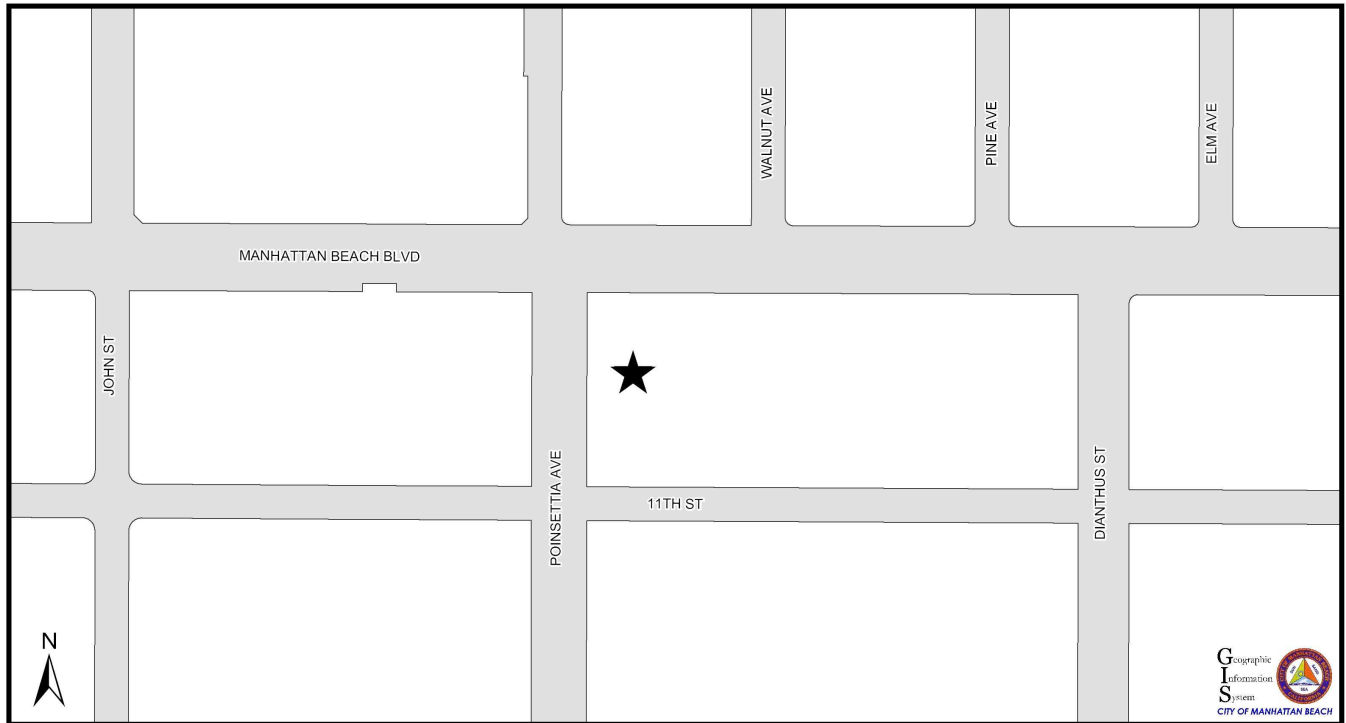 WALNUT AVE
PINE AVE
ELM AVE
MANHATTAN BEACH BLVD
JOHN ST
POINSETTIA AVE
11TH ST
DIANTHUS ST
N
Geographic
Information
System
CITY OF MANHATTAN BEACH